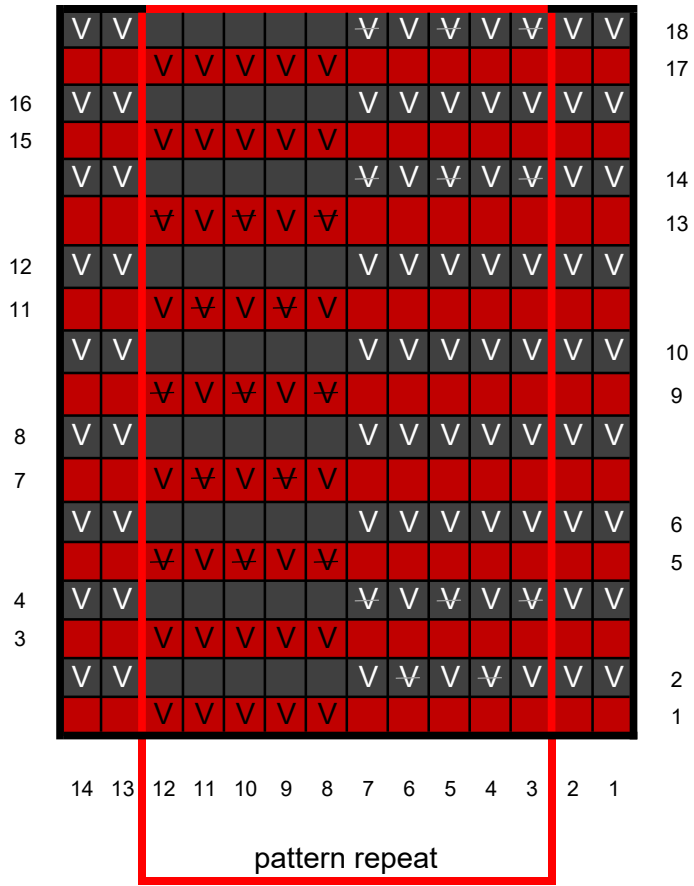 V V V V V V V V V 18
V V V V V 17
16 V V V V V V V V V
15 V V V V V
V V V V V V V V V 14
V V V V V 13
12 V V V V V V V V V
11 V V V V V
V V V V V V V V V 10
V V V V V 9
8 V V V V V V V V V
7 V V V V V
V V V V V V V V V 6
V V V V V 5
4 V V V V V V V V V
3 V V V V V
V V V V V V V V V 2
V V V V V 1
14 13 12 11 10 9 8 7 6 5 4 3 2 1
pattern repeat